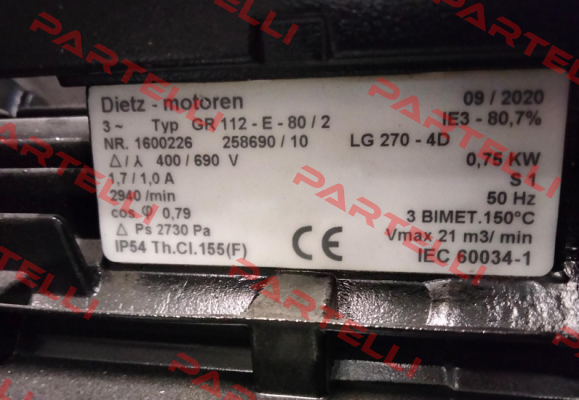 Dietz - motoren 09 / 2020
3 ~ Typ GR 112 - E - 80 / 2 IE3 - 80,7%
NR. 1600226 258690 / 10 LG 270 - 4D
△ / ⅄ 400 / 690 V 0,75 KW
1,7 / 1,0 A S 1
2940 /min 50 Hz
cos φ 0,79 3 BIMET.150°C
△ Ps 2730 Pa Vmax 21 m3/ min
IP54 Th.Cl.155(F) CE IEC 60034-1
PARTELLI
PARTELLI
PARTELLI
PARTELLI
PARTELLI
PARTELLI